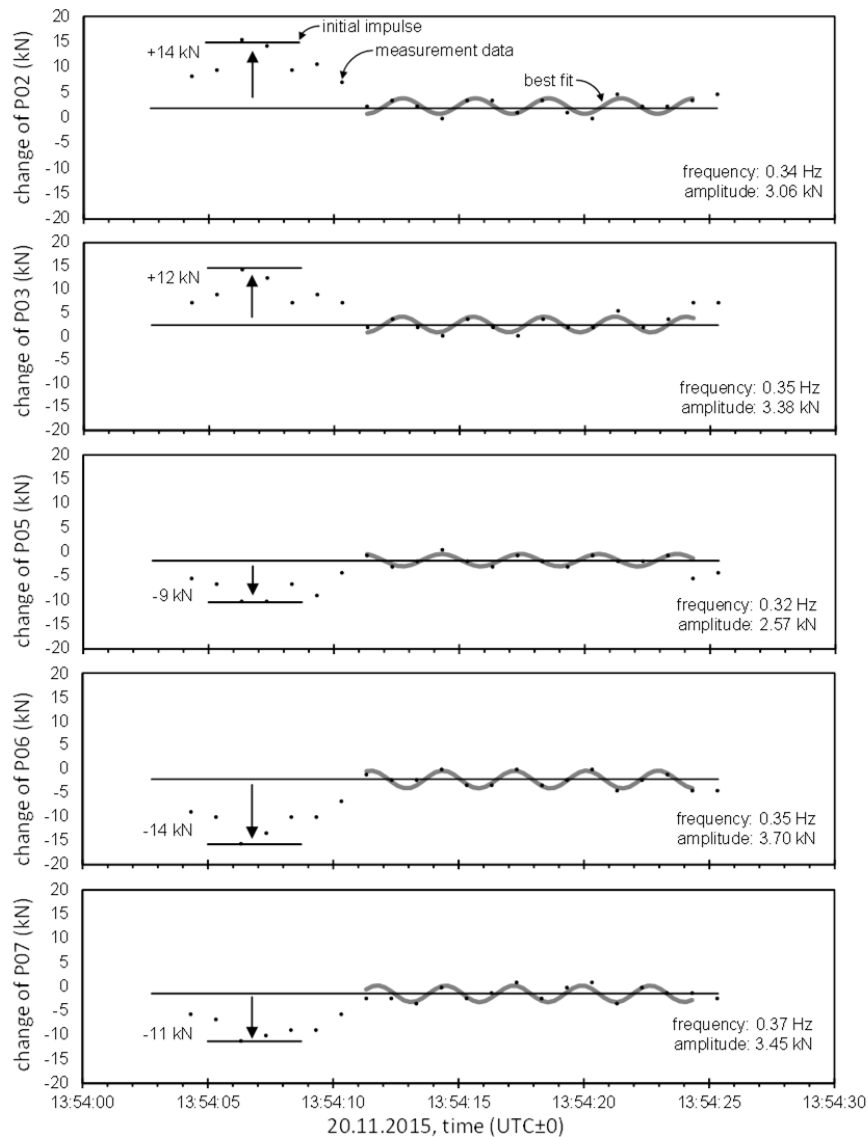 20
15
10
5
0
-5
-10
-15
-20
change of P02 (kN)
+14 kN
initial impulse
measurement data
best fit
frequency: 0.34 Hz
amplitude: 3.06 kN
20
15
10
5
0
-5
-10
-15
-20
change of P03 (kN)
+12 kN
frequency: 0.35 Hz
amplitude: 3.38 kN
20
15
10
5
0
-5
-10
-15
-20
change of P05 (kN)
-9 kN
frequency: 0.32 Hz
amplitude: 2.57 kN
20
15
10
5
0
-5
-10
-15
-20
change of P06 (kN)
-14 kN
frequency: 0.35 Hz
amplitude: 3.70 kN
20
15
10
5
0
-5
-10
-15
-20
change of P07 (kN)
-11 kN
frequency: 0.37 Hz
amplitude: 3.45 kN
13:54:00 13:54:05 13:54:10 13:54:15 13:54:20 13:54:25 13:54:30
20.11.2015, time (UTC±0)